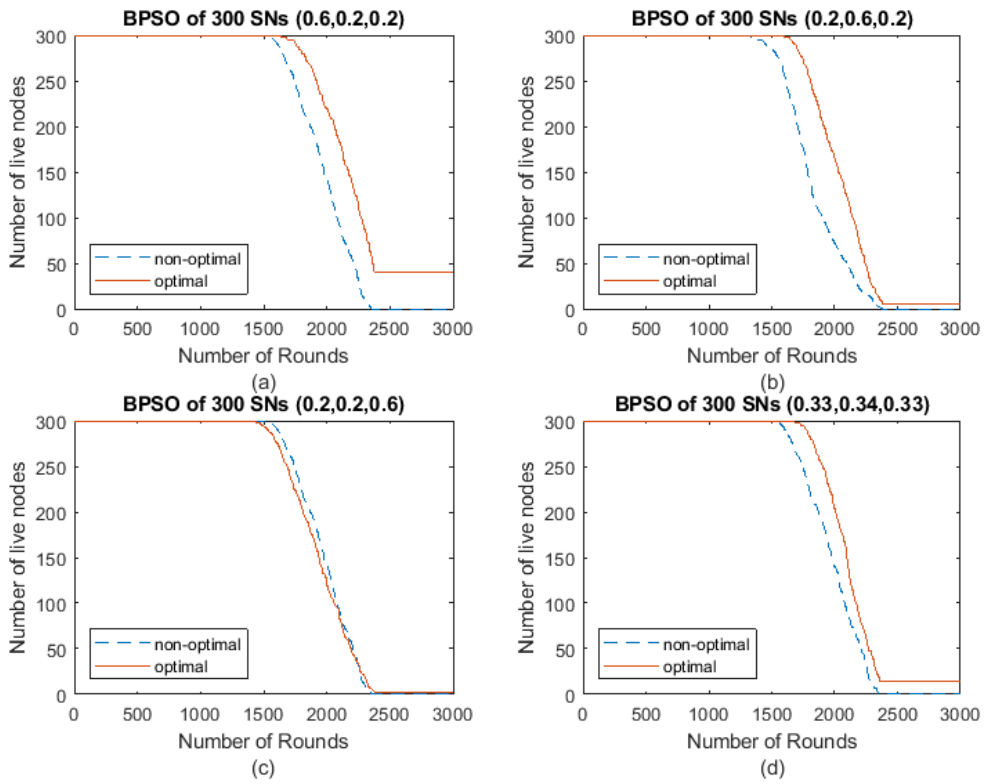 BPSO of 300 SNs (0.6,0.2,0.2)
300
250
200
150
100
50
0
Number of live nodes
non-optimal
optimal
0 500 1000 1500 2000 2500 3000
Number of Rounds
(a)
BPSO of 300 SNs (0.2,0.6,0.2)
300
250
200
150
100
50
0
Number of live nodes
non-optimal
optimal
0 500 1000 1500 2000 2500 3000
Number of Rounds
(b)
BPSO of 300 SNs (0.2,0.2,0.6)
300
250
200
150
100
50
0
Number of live nodes
non-optimal
optimal
0 500 1000 1500 2000 2500 3000
Number of Rounds
(c)
BPSO of 300 SNs (0.33,0.34,0.33)
300
250
200
150
100
50
0
Number of live nodes
non-optimal
optimal
0 500 1000 1500 2000 2500 3000
Number of Rounds
(d)